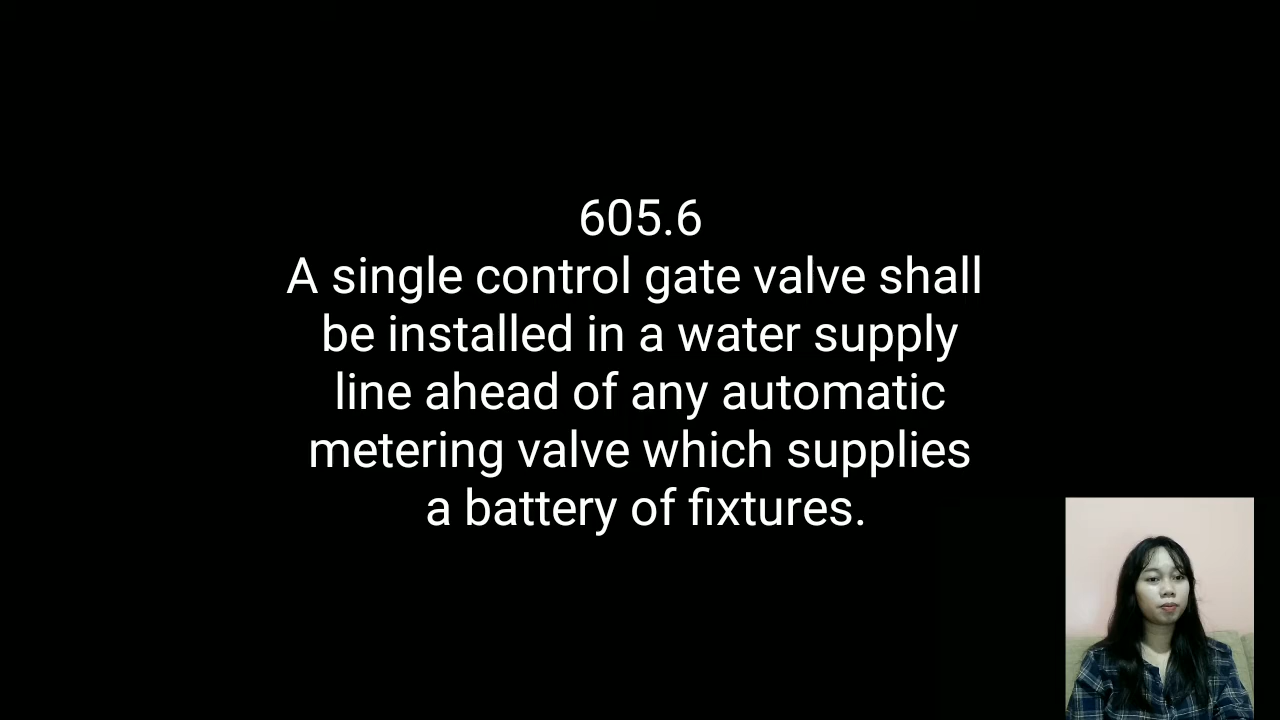 605.6
A single control gate valve shall
be installed in a water supply
line ahead of any automatic
metering valve which supplies
a battery of fixtures.